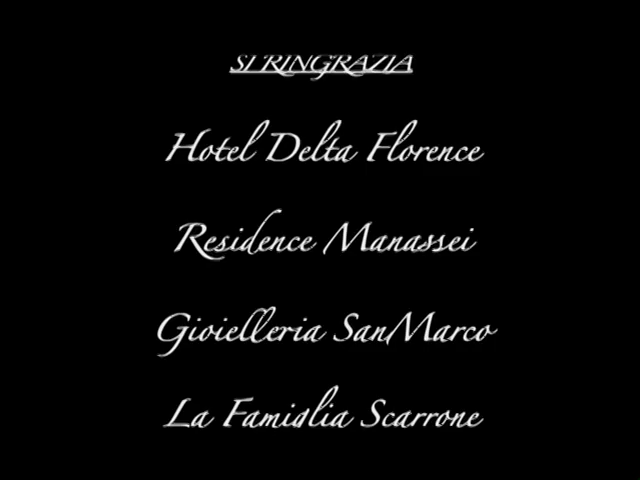 SI RINGRAZIA
Hotel Delta Florence
Residence Manassei
Gioielleria SanMarco
La Famiglia Scarrone